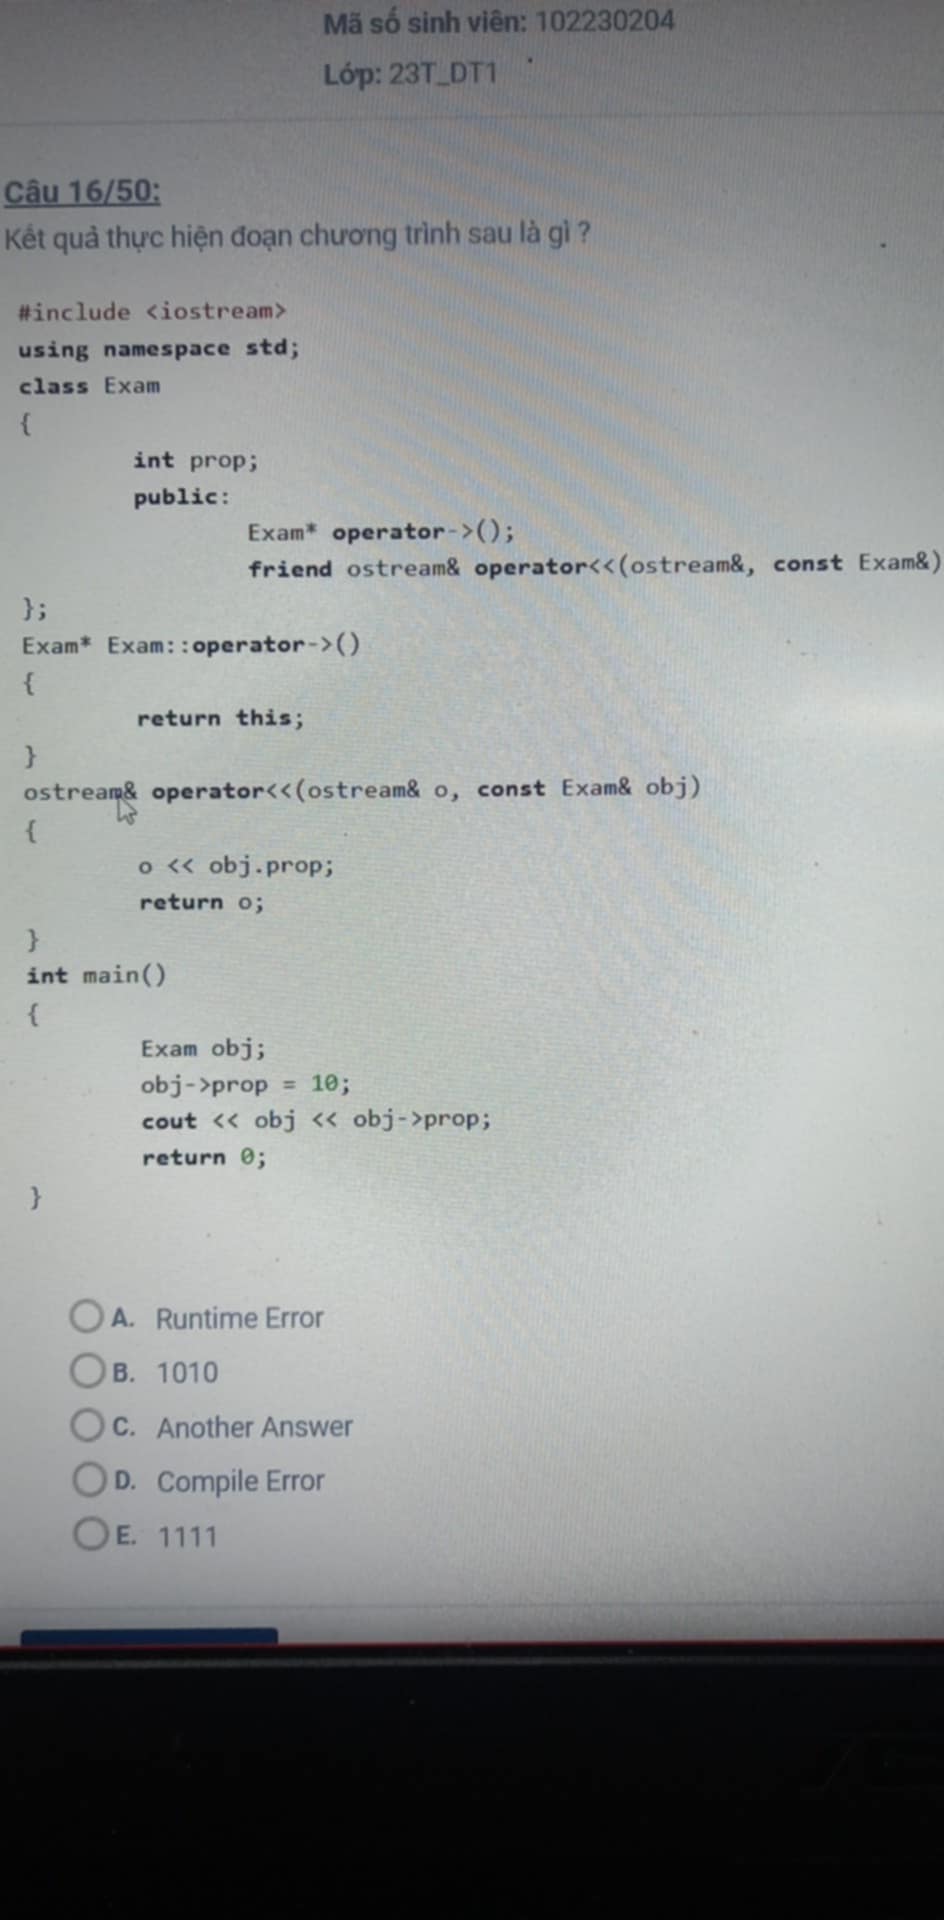 Mã số sinh viên: 102230204
Lớp: 23T_DT1
Câu 16/50:
Kết quả thực hiện đoạn chương trình sau là gì ?
#include <iostream>
using namespace std;
class Exam
{
int prop;
public:
Exam* operator->();
friend ostream& operator<<(ostream&, const Exam&)
};
Exam* Exam::operator->()
{
return this;
}
ostream& operator<<(ostream& o, const Exam& obj)
{
o << obj.prop;
return o;
}
int main()
{
Exam obj;
obj->prop = 10;
cout << obj << obj->prop;
return 0;
}
A. Runtime Error
B. 1010
C. Another Answer
D. Compile Error
E. 1111